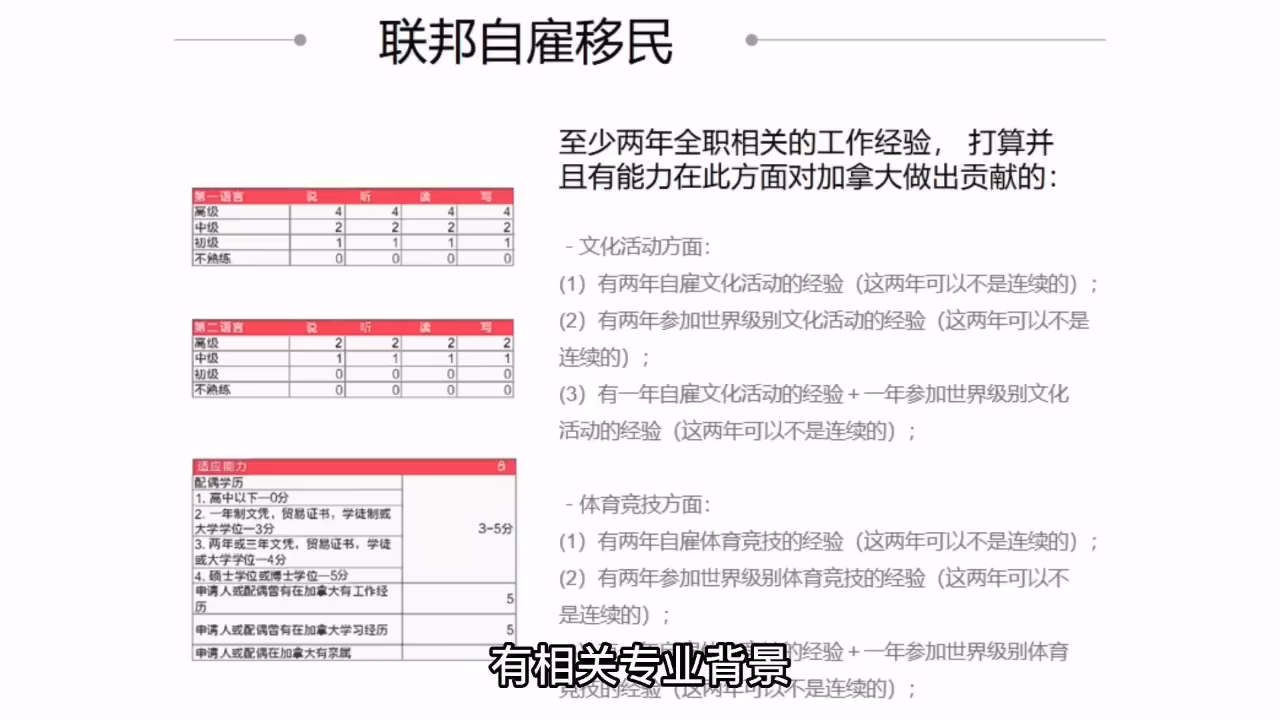 联邦自雇移民
至少两年全职相关的工作经验， 打算并
且有能力在此方面对加拿大做出贡献的：
第一语言 说 听 读 写
高级 4 4 4 4
中级 2 2 2 2
初级 1 1 1 1
不熟练 0 0 0 0
第二语言 说 听 读 写
高级 2 2 2 2
中级 1 1 1 1
初级 0 0 0 0
不熟练 0 0 0 0
适应能力
配偶学历
1. 高中以下—0分
2. 一年制文凭，贸易证书，学徒制或
大学学位—3分
3-5分
3. 两年或三年文凭，贸易证书，学徒
或大学学位—4分
4. 硕士学位或博士学位—5分
申请人或配偶曾有在加拿大有工作经
历
5
申请人或配偶曾有在加拿大学习经历 5
申请人或配偶在加拿大有亲属
- 文化活动方面：
(1）有两年自雇文化活动的经验（这两年可以不是连续的）；
(2）有两年参加世界级别文化活动的经验（这两年可以不是
连续的）；
(3）有一年自雇文化活动的经验＋一年参加世界级别文化
活动的经验（这两年可以不是连续的）；
- 体育竞技方面：
(1）有两年自雇体育竞技的经验（这两年可以不是连续的）；
(2）有两年参加世界级别体育竞技的经验（这两年可以不
是连续的）；
经验＋一年参加世界级别体育
竞技的经验（这两年可以不是连续的）；
有相关专业背景